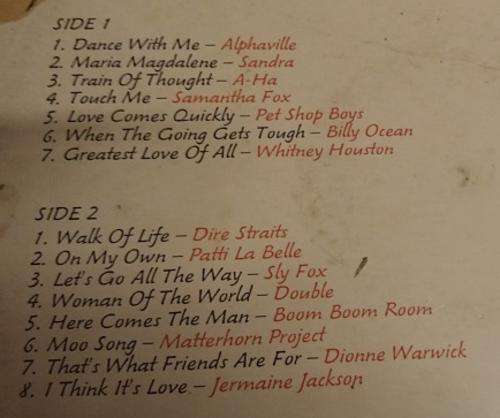 SIDE 1
1. Dance With Me – Alphaville
2. Maria Magdalene – Sandra
3. Train Of Thought – A-Ha
4. Touch Me – Samantha Fox
5. Love Comes Quickly – Pet Shop Boys
6. When The Going Gets Tough – Billy Ocean
7. Greatest Love Of All – Whitney Houston
SIDE 2
1. Walk Of Life – Dire Straits
2. On My Own – Patti La Belle
3. Let's Go All The Way – Sly Fox
4. Woman Of The World – Double
5. Here Comes The Man – Boom Boom Room
6. Moo Song – Matterhorn Project
7. That's What Friends Are For – Dionne Warwick
8. I Think It's Love – Jermaine Jackson